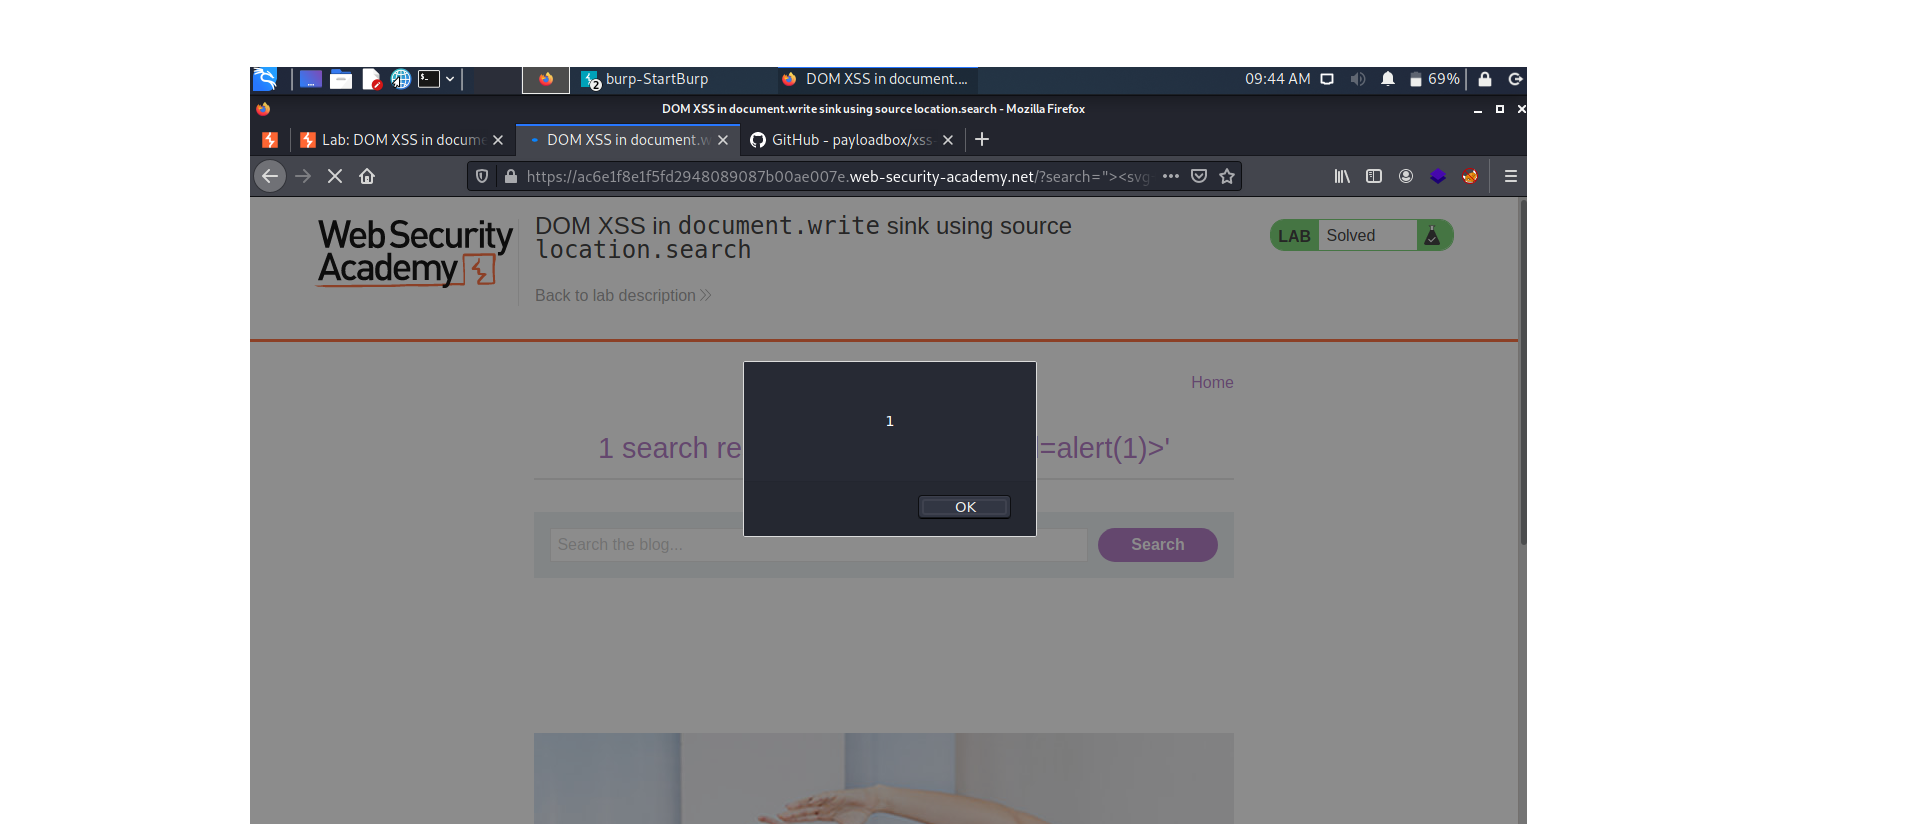 burp-StartBurp
2
DOM XSS in document....
09:44 AM
69%
DOM XSS in document.write sink using source location.search - Mozilla Firefox
Lab: DOM XSS in docume
DOM XSS in document.w
GitHub - payloadbox/xss-
https://ac6e1f8e1f5fd2948089087b00ae007e.web-security-academy.net/?search="><svg
Web Security
Academy
DOM XSS in document.write sink using source
location.search
Back to lab description
LAB Solved
Home
1
1 search re =alert(1)>'
OK
Search the blog...
Search